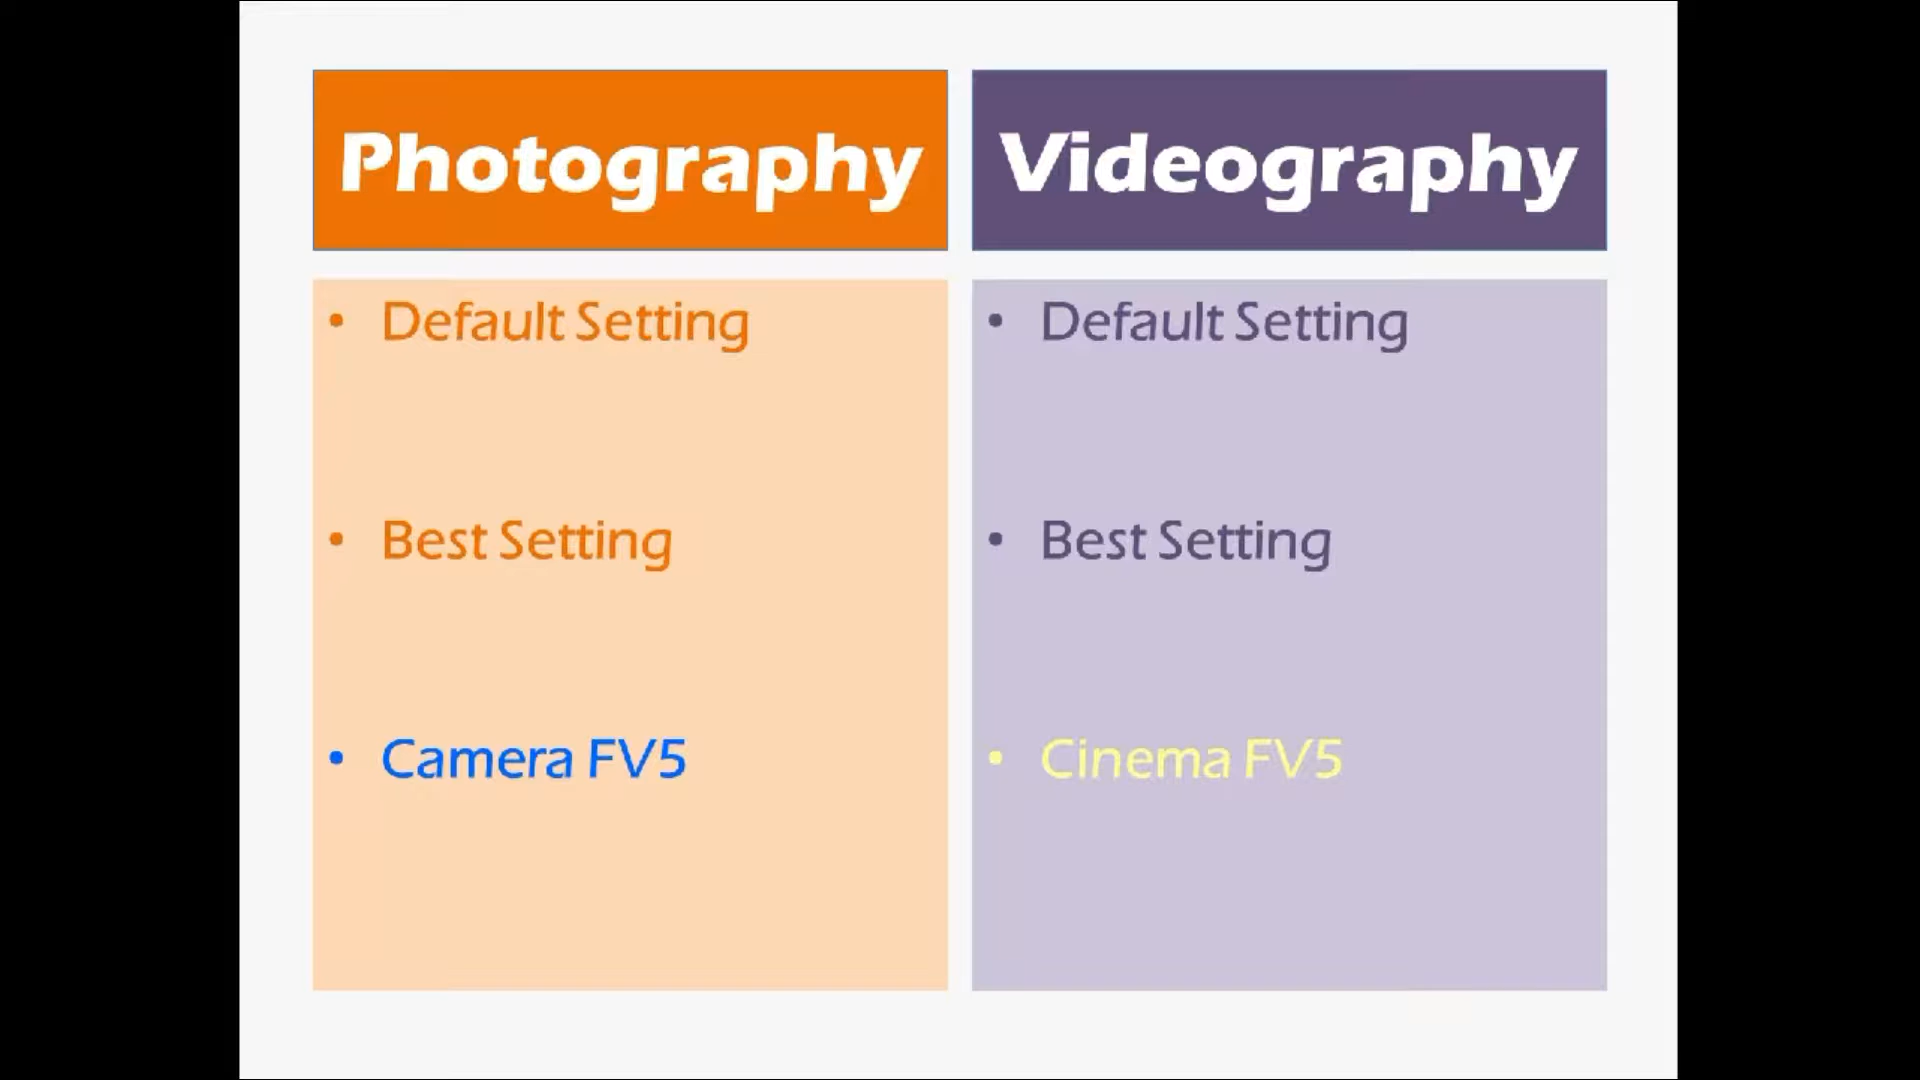 Photography
• Default Setting
• Best Setting
• Camera FV5
Videography
• Default Setting
• Best Setting
• Cinema FV5